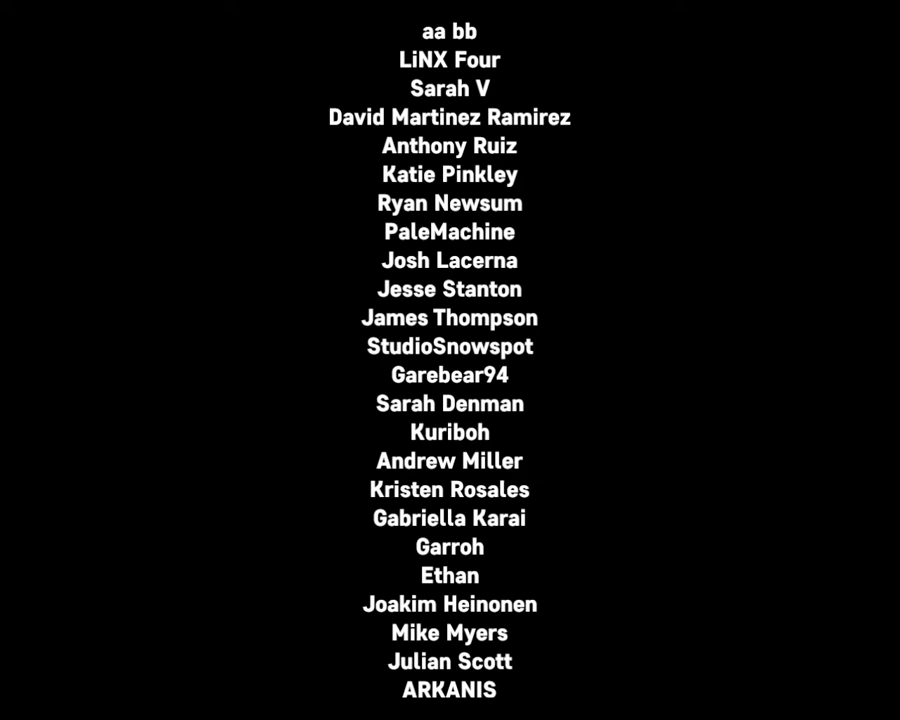 aa bb
LiNX Four
Sarah V
David Martinez Ramirez
Anthony Ruiz
Katie Pinkley
Ryan Newsum
PaleMachine
Josh Lacerna
Jesse Stanton
James Thompson
StudioSnowspot
Garebear94
Sarah Denman
Kuriboh
Andrew Miller
Kristen Rosales
Gabriella Karai
Garroh
Ethan
Joakim Heinonen
Mike Myers
Julian Scott
ARKANIS